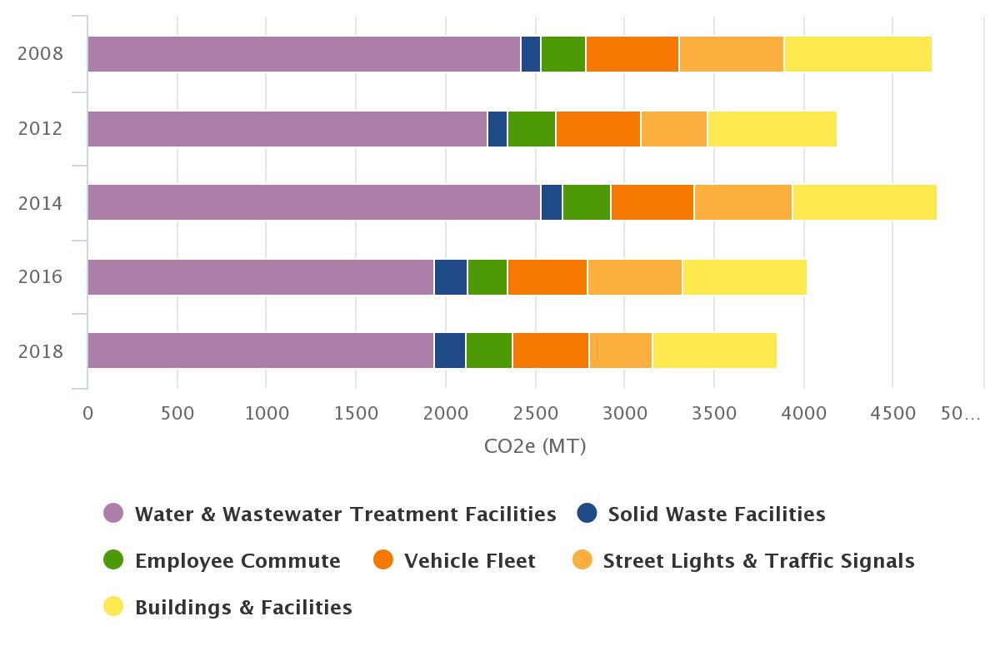 2008
2012
2014
2016
2018
0 500 1000 1500 2000 2500 3000 3500 4000 4500 50...
CO2e (MT)
Water & Wastewater Treatment Facilities Solid Waste Facilities
Employee Commute Vehicle Fleet Street Lights & Traffic Signals
Buildings & Facilities